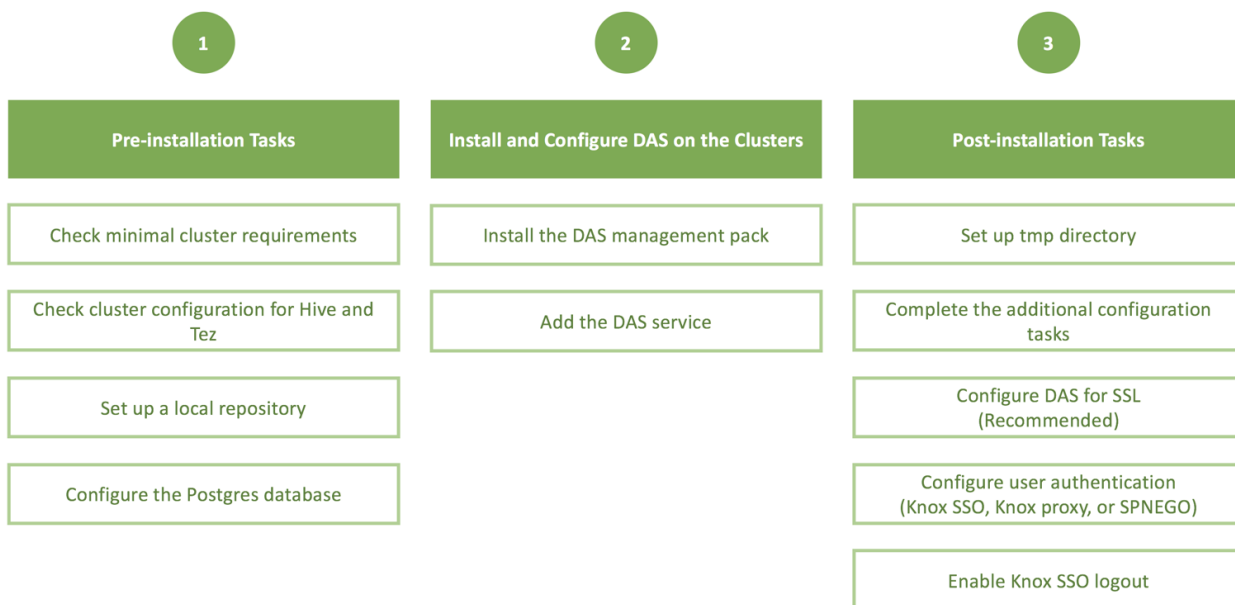 1
Pre-installation Tasks
Check minimal cluster requirements
Check cluster configuration for Hive and
Tez
Set up a local repository
Configure the Postgres database
2
Install and Configure DAS on the Clusters
Install the DAS management pack
Add the DAS service
3
Post-installation Tasks
Set up tmp directory
Complete the additional configuration
tasks
Configure DAS for SSL
(Recommended)
Configure user authentication
(Knox SSO, Knox proxy, or SPNEGO)
Enable Knox SSO logout